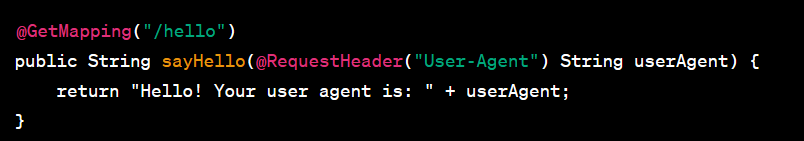 @GetMapping("/hello")
public String sayHello(@RequestHeader("User-Agent") String userAgent) {
    return "Hello! Your user agent is: " + userAgent;
}